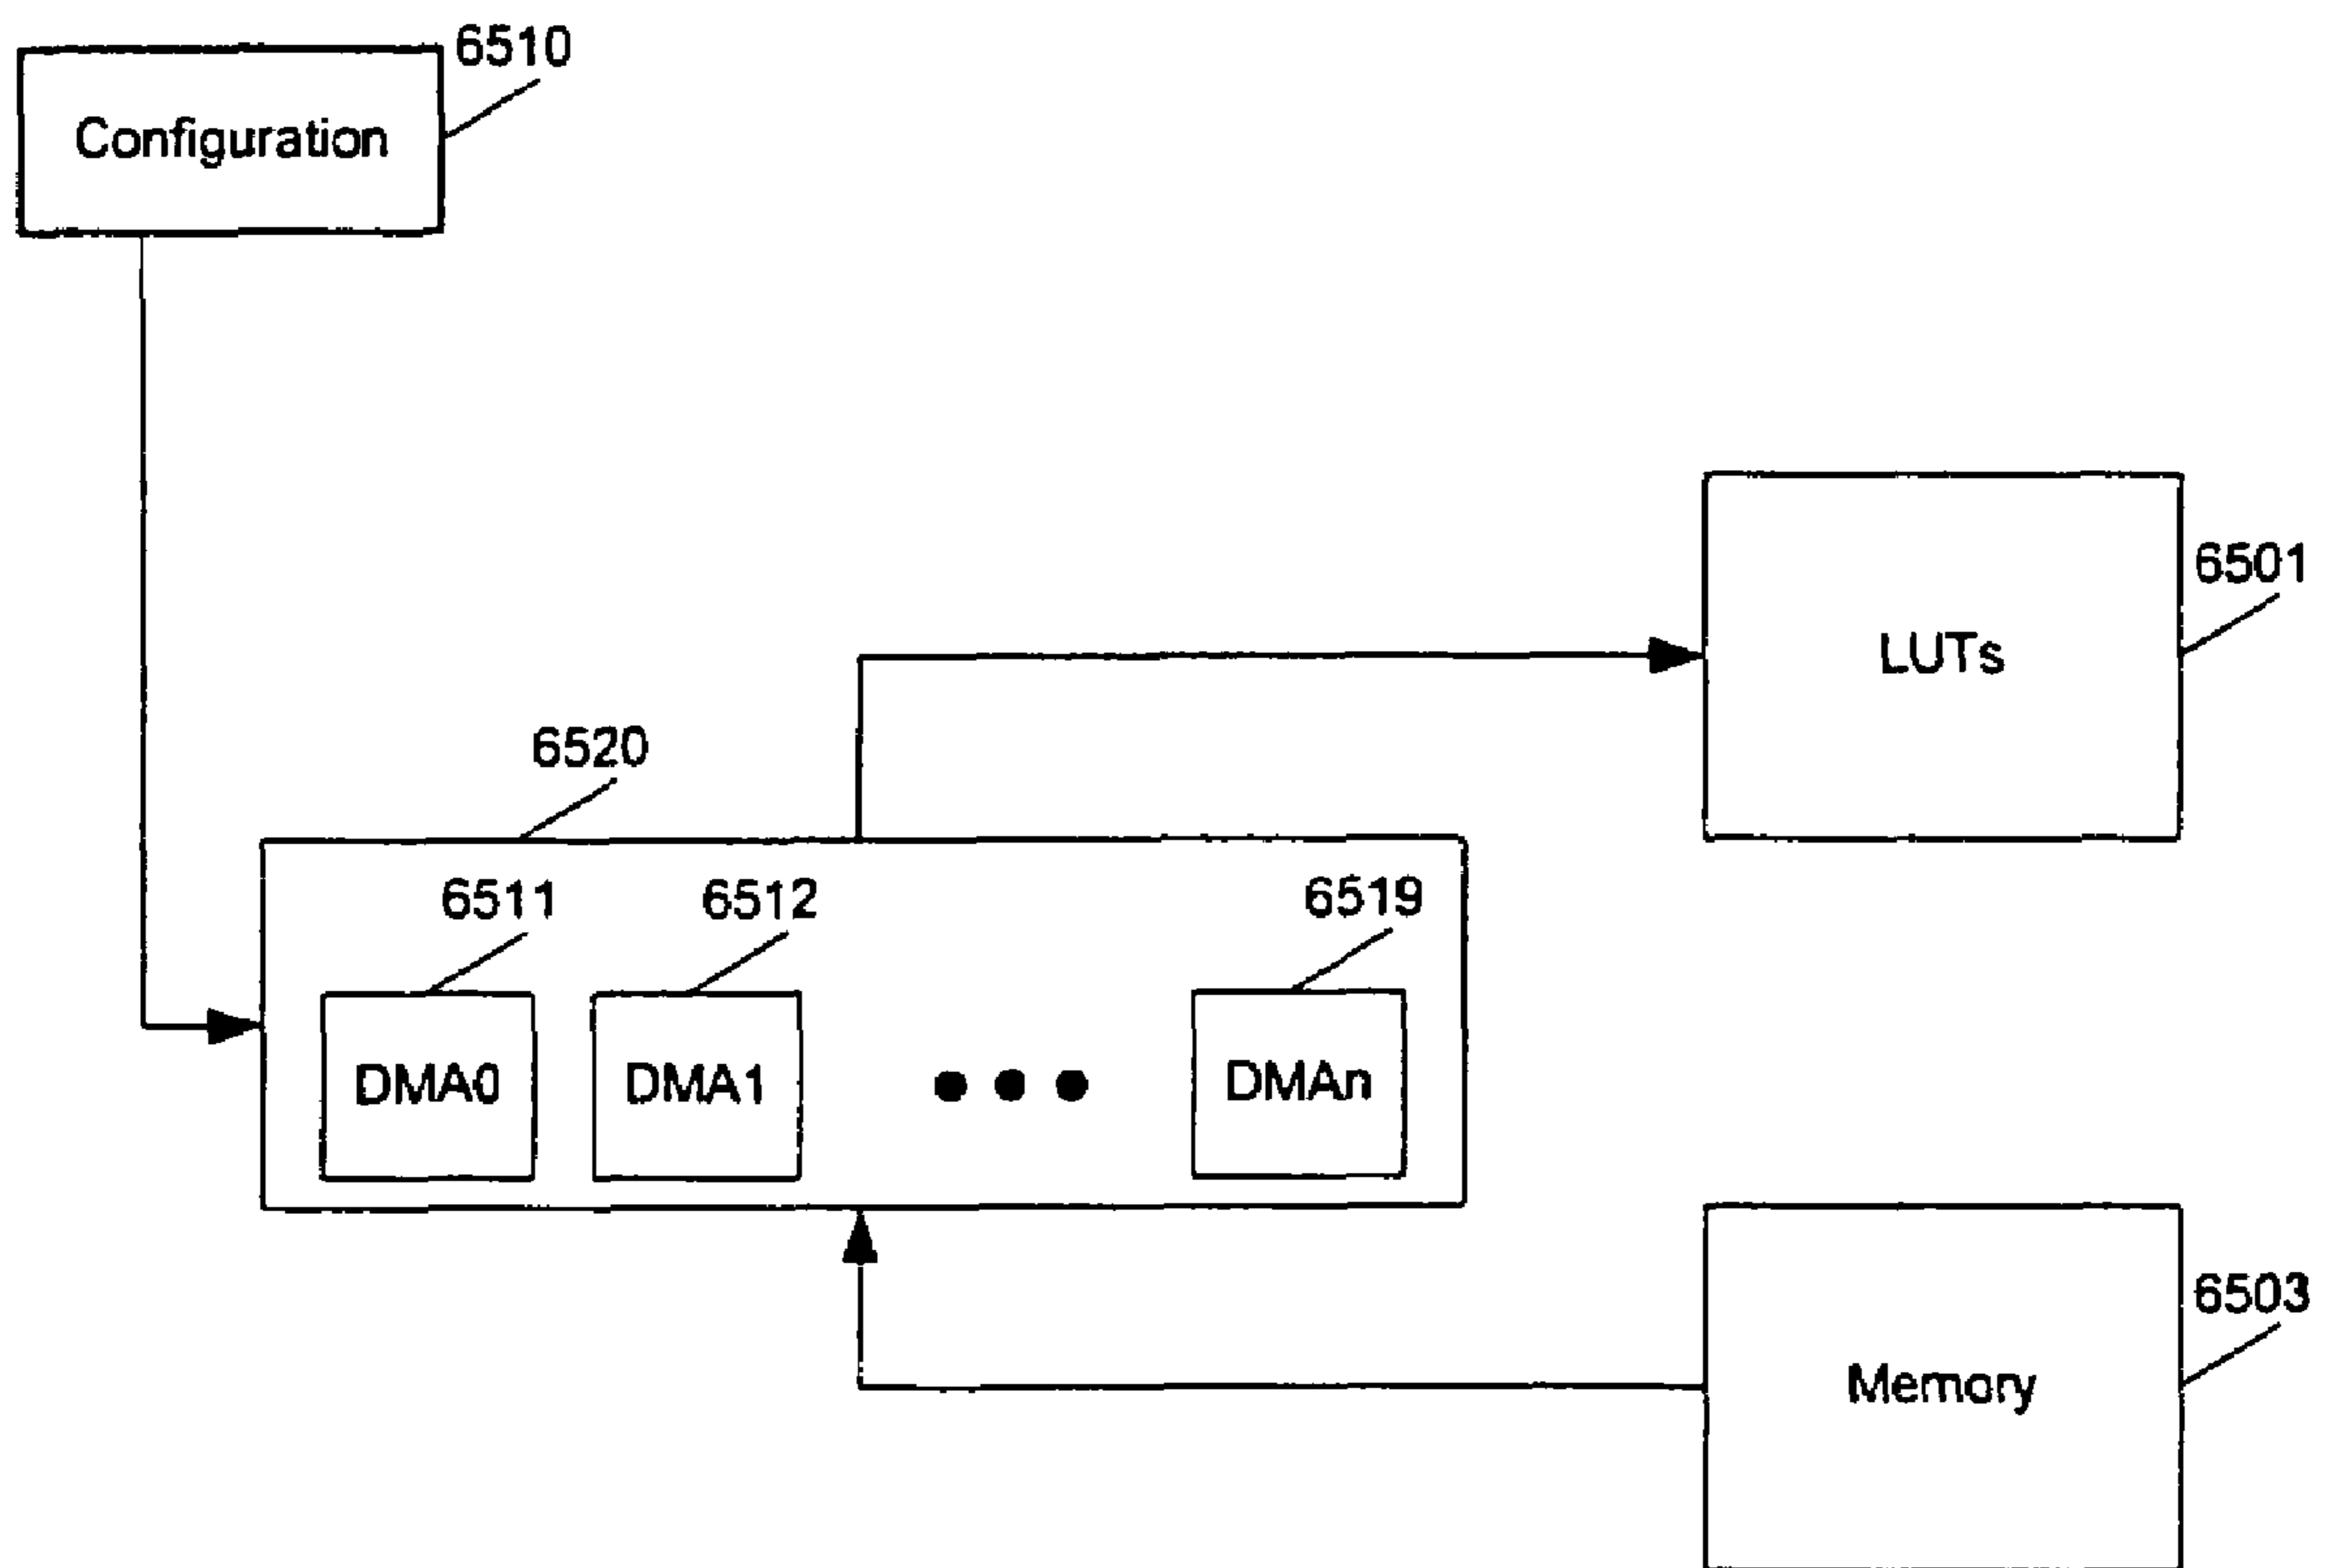 6510
Configuration
6501
LUTs
6520
6511
6512
6519
DMA0
DMA1
DMAn
6503
Memory